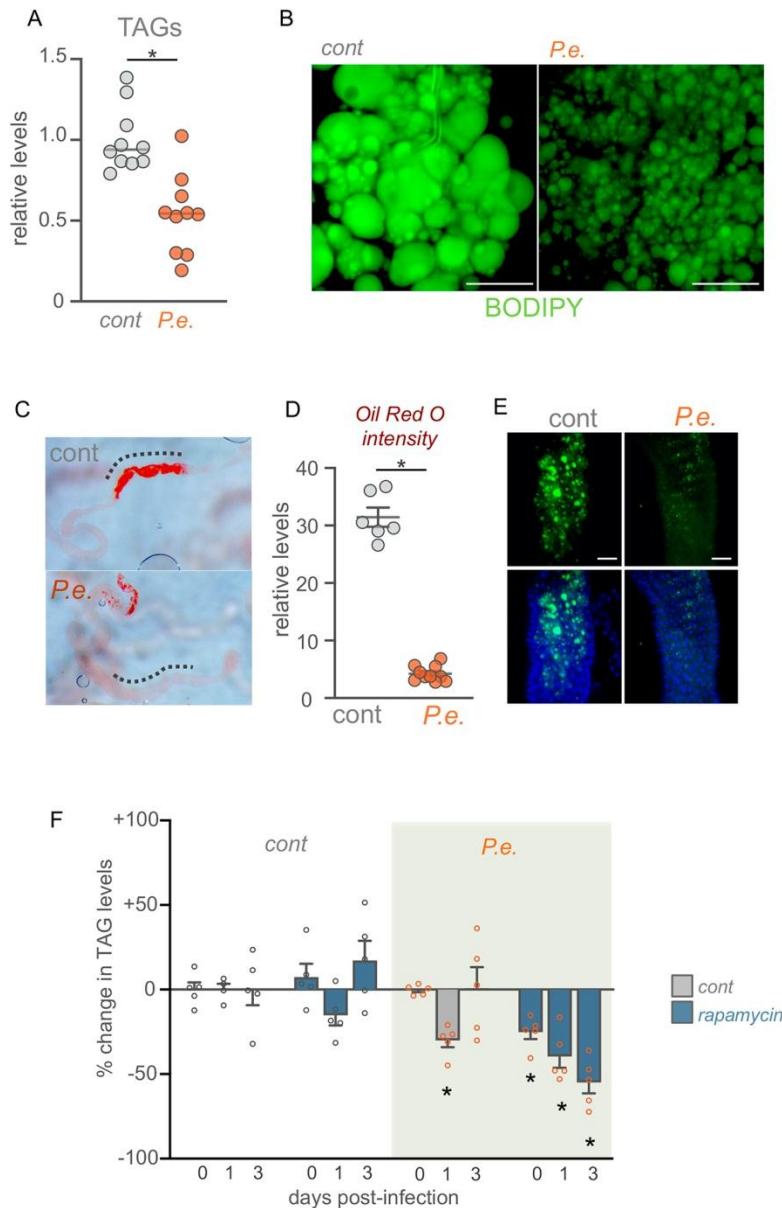 A
TAGs
*
1.5
1.0
0.5
0
relative levels
cont P.e.
B
cont P.e.
BODIPY
C
cont
P.e.
D
Oil Red O
intensity
*
40
30
20
10
0
relative levels
cont P.e.
E
cont P.e.
F
+100
+50
0
-50
-100
% change in TAG levels
cont P.e.
* * * *
0 1 3 0 1 3 0 1 3 0 1 3
days post-infection
cont
rapamycin